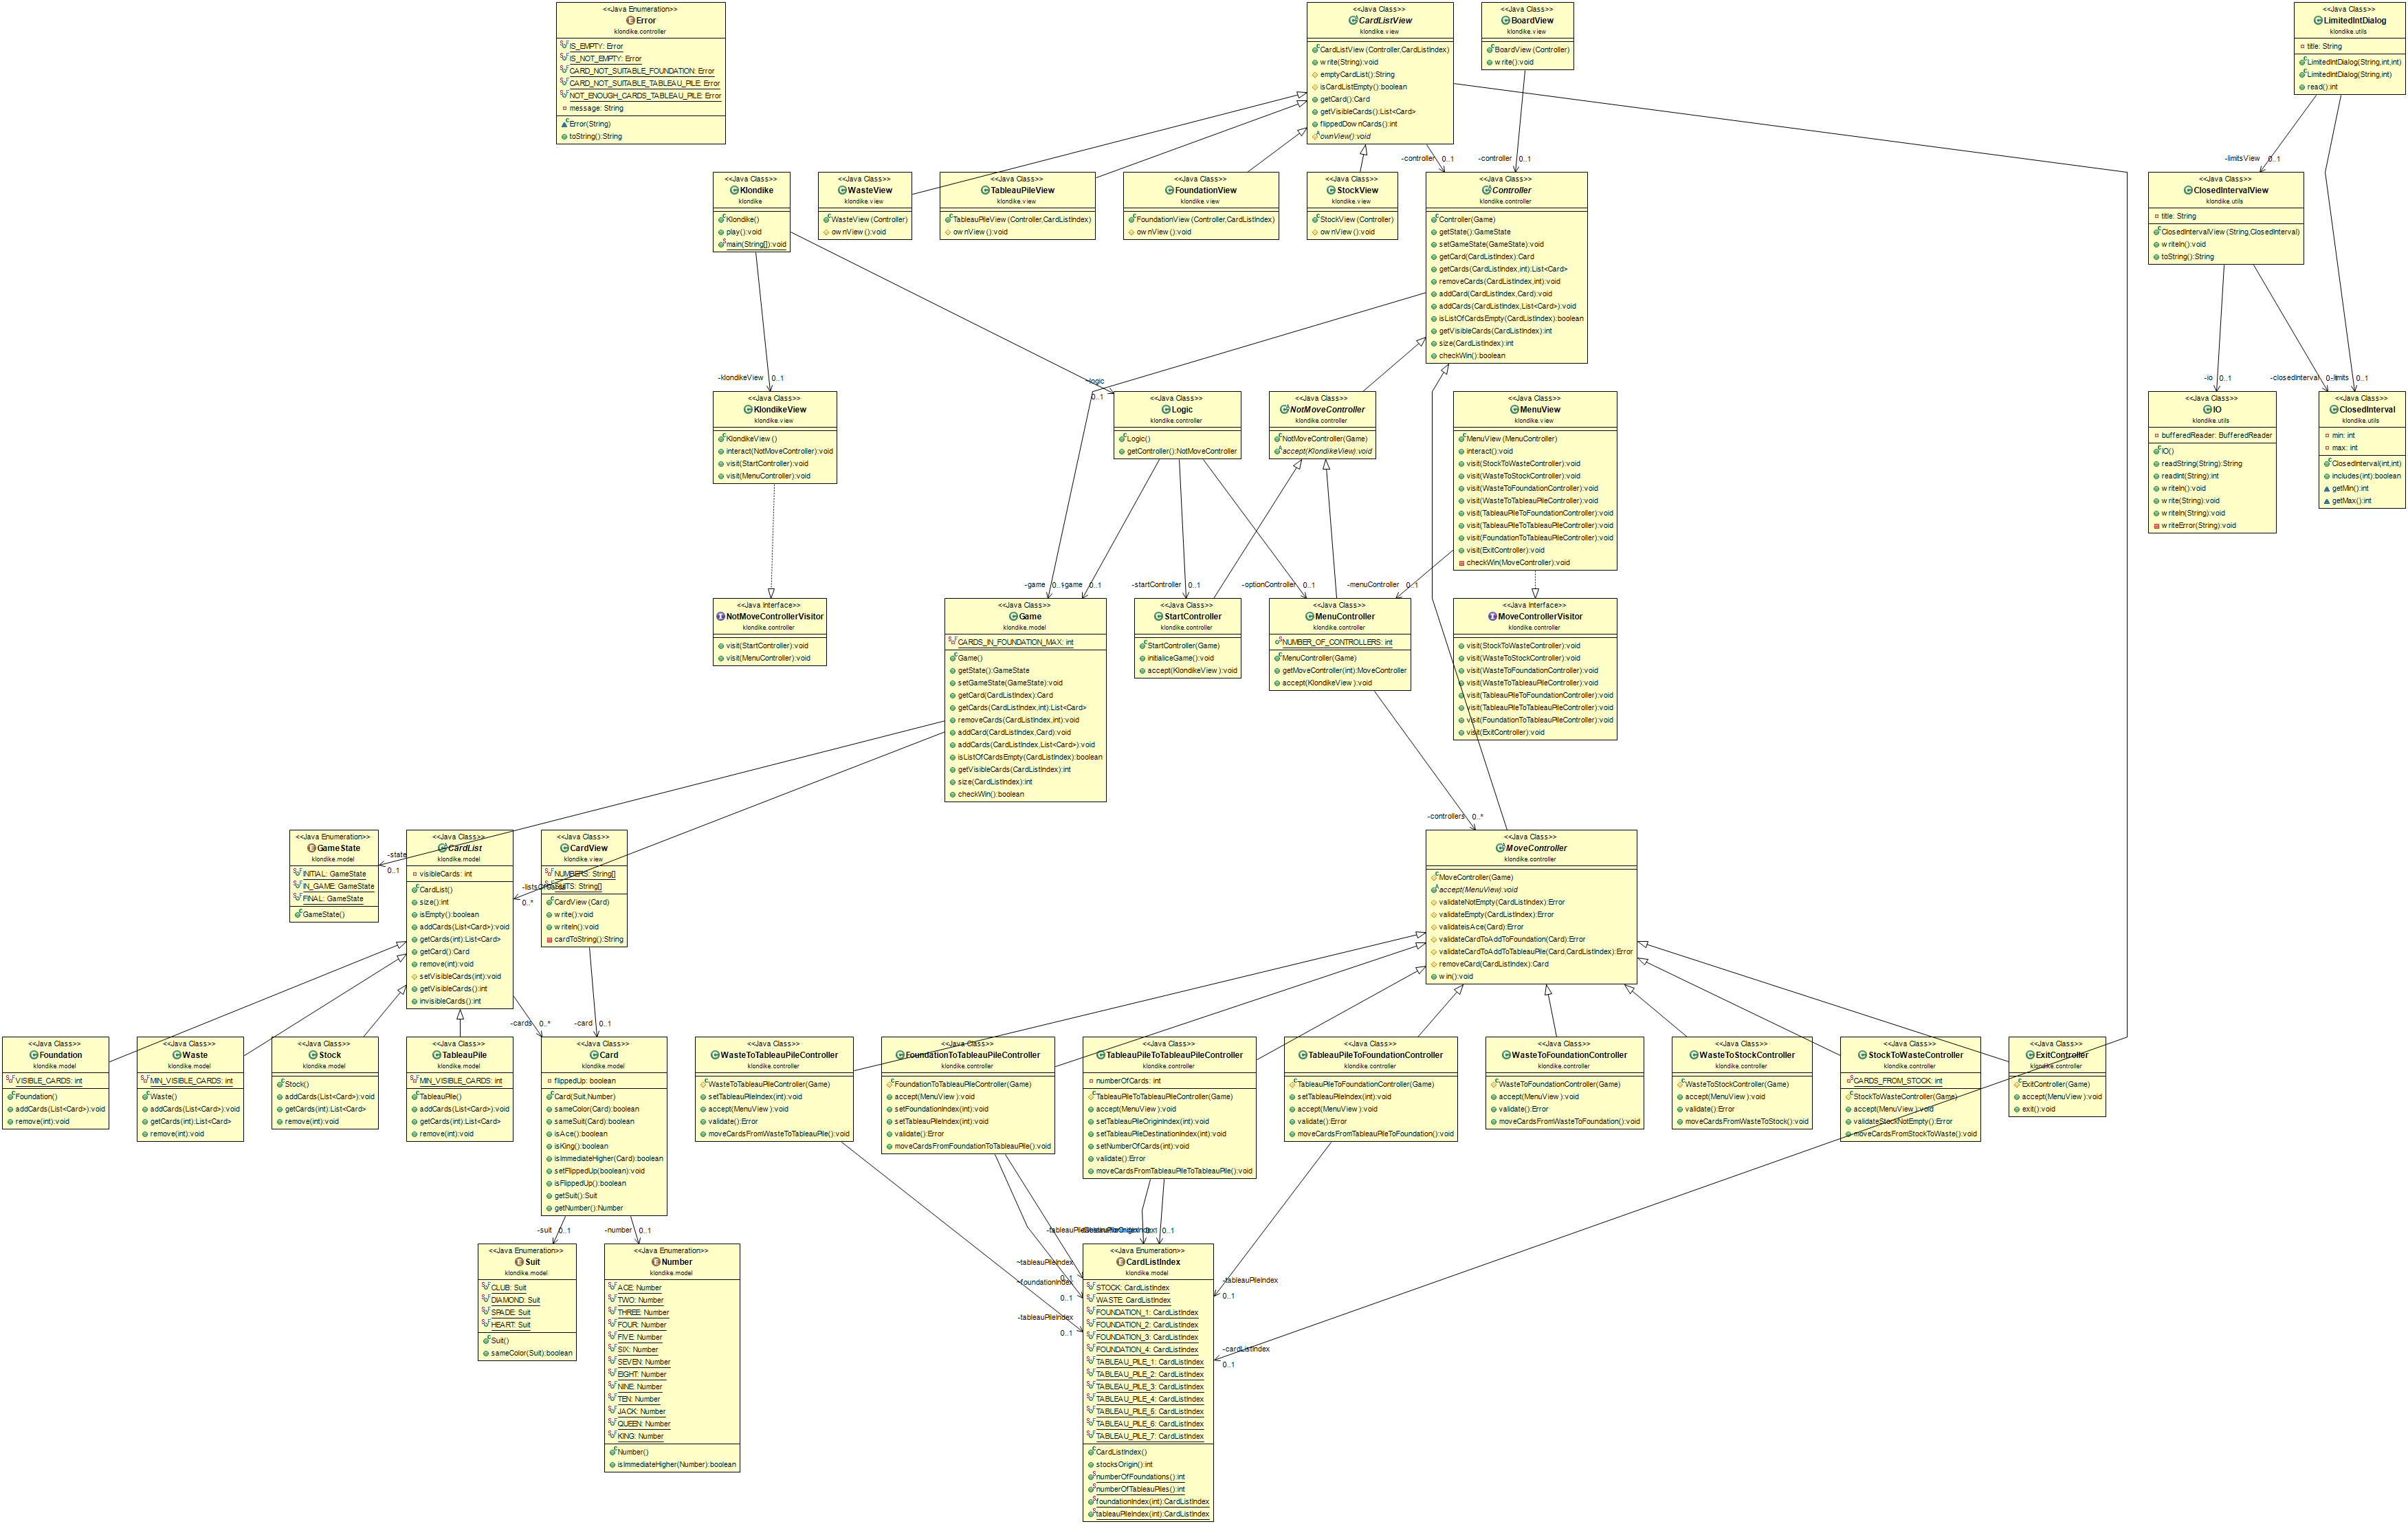 <<Java Enumeration>>
Error
klondike.controller
IS_EMPTY: Error
IS_NOT_EMPTY: Error
CARD_NOT_SUITABLE_FOUNDATION: Error
CARD_NOT_SUITABLE_TABLEAU_PILE: Error
NOT_ENOUGH_CARDS_TABLEAU_PILE: Error
message: String
Error(String)
toString():String
<<Java Class>>
CardListView
klondike.view
CardListView (Controller,CardListIndex)
w rite(String):void
emptyCardList():String
isCardListEmpty():boolean
getCard():Card
getVisibleCards():List<Card>
flippedDow nCards():int
ownView():void
<<Java Class>>
BoardView
klondike.view
BoardView (Controller)
w rite():void
<<Java Class>>
LimitedIntDialog
klondike.utils
title: String
LimitedIntDialog(String,int,int)
LimitedIntDialog(String,int)
read():int
-controller 0..1
-controller 0..1
-limitsView 0..1
<<Java Class>>
Klondike
klondike
Klondike()
play():void
main(String[]):void
<<Java Class>>
WasteView
klondike.view
WasteView (Controller)
ow nView ():void
<<Java Class>>
TableauPileView
klondike.view
TableauPileView (Controller,CardListIndex)
ow nView ():void
<<Java Class>>
FoundationView
klondike.view
FoundationView (Controller,CardListIndex)
ow nView ():void
<<Java Class>>
StockView
klondike.view
StockView (Controller)
ow nView ():void
<<Java Class>>
Controller
klondike.controller
Controller(Game)
getState():GameState
setGameState(GameState):void
getCard(CardListIndex):Card
getCards(CardListIndex,int):List<Card>
removeCards(CardListIndex,int):void
addCard(CardListIndex,Card):void
addCards(CardListIndex,List<Card>):void
isListOfCardsEmpty(CardListIndex):boolean
getVisibleCards(CardListIndex):int
size(CardListIndex):int
checkWin():boolean
<<Java Class>>
ClosedIntervalView
klondike.utils
title: String
ClosedIntervalView (String,ClosedInterval)
w riteln():void
toString():String
-klondikeView 0..1
-logic
0..1
-io 0..1
-closedInterval
-limits
0..1
<<Java Class>>
KlondikeView
klondike.view
KlondikeView ()
interact(NotMoveController):void
visit(StartController):void
visit(MenuController):void
<<Java Class>>
Logic
klondike.controller
Logic()
getController():NotMoveController
<<Java Class>>
NotMoveController
klondike.controller
NotMoveController(Game)
accept(KlondikeView):void
<<Java Class>>
MenuView
klondike.view
MenuView (MenuController)
interact():void
visit(StockToWasteController):void
visit(WasteToStockController):void
visit(WasteToFoundationController):void
visit(WasteToTableauPileController):void
visit(TableauPileToFoundationController):void
visit(TableauPileToTableauPileController):void
visit(FoundationToTableauPileController):void
visit(ExitController):void
checkWin(MoveController):void
<<Java Class>>
IO
klondike.utils
bufferedReader: BufferedReader
IO()
readString(String):String
readInt(String):int
w riteln():void
w rite(String):void
w riteln(String):void
w riteError(String):void
<<Java Class>>
ClosedInterval
klondike.utils
min: int
max: int
ClosedInterval(int,int)
includes(int):boolean
getMin():int
getMax():int
-game
-game 0..1
-startController 0..1
-optionController 0..1
-menuController 0..1
<<Java Interface>>
NotMoveControllerVisitor
klondike.controller
visit(StartController):void
visit(MenuController):void
<<Java Class>>
Game
klondike.model
CARDS_IN_FOUNDATION_MAX: int
Game()
getState():GameState
setGameState(GameState):void
getCard(CardListIndex):Card
getCards(CardListIndex,int):List<Card>
removeCards(CardListIndex,int):void
addCard(CardListIndex,Card):void
addCards(CardListIndex,List<Card>):void
isListOfCardsEmpty(CardListIndex):boolean
getVisibleCards(CardListIndex):int
size(CardListIndex):int
checkWin():boolean
<<Java Class>>
StartController
klondike.controller
StartController(Game)
initialiceGame():void
accept(KlondikeView ):void
<<Java Class>>
MenuController
klondike.controller
NUMBER_OF_CONTROLLERS: int
MenuController(Game)
getMoveController(int):MoveController
accept(KlondikeView ):void
<<Java Interface>>
MoveControllerVisitor
klondike.controller
visit(StockToWasteController):void
visit(WasteToStockController):void
visit(WasteToFoundationController):void
visit(WasteToTableauPileController):void
visit(TableauPileToFoundationController):void
visit(TableauPileToTableauPileController):void
visit(FoundationToTableauPileController):void
visit(ExitController):void
-controllers 0..*
<<Java Enumeration>>
GameState
klondike.model
INITIAL: GameState
IN_GAME: GameState
FINAL: GameState
GameState()
-state
0..1
<<Java Class>>
CardList
klondike.model
visibleCards: int
CardList()
size():int
isEmpty():boolean
addCards(List<Card>):void
getCards(int):List<Card>
getCard():Card
remove(int):void
setVisibleCards(int):void
getVisibleCards():int
invisibleCards():int
0..*
<<Java Class>>
CardView
klondike.view
NUMBERS: String[]
SUITS: String[]
CardView (Card)
w rite():void
w riteln():void
cardToString():String
<<Java Class>>
MoveController
klondike.controller
MoveController(Game)
accept(MenuView):void
validateNotEmpty(CardListIndex):Error
validateEmpty(CardListIndex):Error
validateisAce(Card):Error
validateCardToAddToFoundation(Card):Error
validateCardToAddToTableauPile(Card,CardListIndex):Error
removeCard(CardListIndex):Card
w in():void
-cards 0..*
-card 0..1
<<Java Class>>
Foundation
klondike.model
VISIBLE_CARDS: int
Foundation()
addCards(List<Card>):void
remove(int):void
<<Java Class>>
Waste
klondike.model
MIN_VISIBLE_CARDS: int
Waste()
addCards(List<Card>):void
getCards(int):List<Card>
remove(int):void
<<Java Class>>
Stock
klondike.model
Stock()
addCards(List<Card>):void
getCards(int):List<Card>
remove(int):void
<<Java Class>>
TableauPile
klondike.model
MIN_VISIBLE_CARDS: int
TableauPile()
addCards(List<Card>):void
getCards(int):List<Card>
remove(int):void
<<Java Class>>
Card
klondike.model
flippedUp: boolean
Card(Suit,Number)
sameColor(Card):boolean
sameSuit(Card):boolean
isAce():boolean
isKing():boolean
isImmediateHigher(Card):boolean
setFlippedUp(boolean):void
isFlippedUp():boolean
getSuit():Suit
getNumber():Number
<<Java Class>>
WasteToTableauPileController
klondike.controller
WasteToTableauPileController(Game)
setTableauPileIndex(int):void
accept(MenuView ):void
validate():Error
moveCardsFromWasteToTableauPile():void
<<Java Class>>
FoundationToTableauPileController
klondike.controller
FoundationToTableauPileController(Game)
accept(MenuView ):void
setFoundationIndex(int):void
setTableauPileIndex(int):void
validate():Error
moveCardsFromFoundationToTableauPile():void
<<Java Class>>
TableauPileToTableauPileController
klondike.controller
numberOfCards: int
TableauPileToTableauPileController(Game)
accept(MenuView ):void
setTableauPileOriginIndex(int):void
setTableauPileDestinationIndex(int):void
setNumberOfCards(int):void
validate():Error
moveCardsFromTableauPileToTableauPile():void
<<Java Class>>
TableauPileToFoundationController
klondike.controller
TableauPileToFoundationController(Game)
setTableauPileIndex(int):void
accept(MenuView ):void
validate():Error
moveCardsFromTableauPileToFoundation():void
<<Java Class>>
WasteToFoundationController
klondike.controller
WasteToFoundationController(Game)
accept(MenuView ):void
validate():Error
moveCardsFromWasteToFoundation():void
<<Java Class>>
WasteToStockController
klondike.controller
WasteToStockController(Game)
accept(MenuView ):void
validate():Error
moveCardsFromWasteToStock():void
<<Java Class>>
StockToWasteController
klondike.controller
CARDS_FROM_STOCK: int
StockToWasteController(Game)
accept(MenuView ):void
validateStockNotEmpty():Error
moveCardsFromStockToWaste():void
<<Java Class>>
ExitController
klondike.controller
ExitController(Game)
accept(MenuView ):void
exit():void
-suit 0..1
-number 0..1
0..1
<<Java Enumeration>>
Suit
klondike.model
CLUB: Suit
DIAMOND: Suit
SPADE: Suit
HEART: Suit
Suit()
sameColor(Suit):boolean
<<Java Enumeration>>
Number
klondike.model
ACE: Number
TWO: Number
THREE: Number
FOUR: Number
FIVE: Number
SIX: Number
SEVEN: Number
EIGHT: Number
NINE: Number
TEN: Number
JACK: Number
QUEEN: Number
KING: Number
Number()
isImmediateHigher(Number):boolean
~tableauPileIndex
0..1
~foundationIndex
0..1
-tableauPileIndex
0..1
<<Java Enumeration>>
CardListIndex
klondike.model
STOCK: CardListIndex
WASTE: CardListIndex
FOUNDATION_1: CardListIndex
FOUNDATION_2: CardListIndex
FOUNDATION_3: CardListIndex
FOUNDATION_4: CardListIndex
TABLEAU_PILE_1: CardListIndex
TABLEAU_PILE_2: CardListIndex
TABLEAU_PILE_3: CardListIndex
TABLEAU_PILE_4: CardListIndex
TABLEAU_PILE_5: CardListIndex
TABLEAU_PILE_6: CardListIndex
TABLEAU_PILE_7: CardListIndex
CardListIndex()
stocksOrigin():int
numberOfFoundations():int
numberOfTableauPiles():int
foundationIndex(int):CardListIndex
tableauPileIndex(int):CardListIndex
-tableauPileIndex
0..1
-cardListIndex
0..1